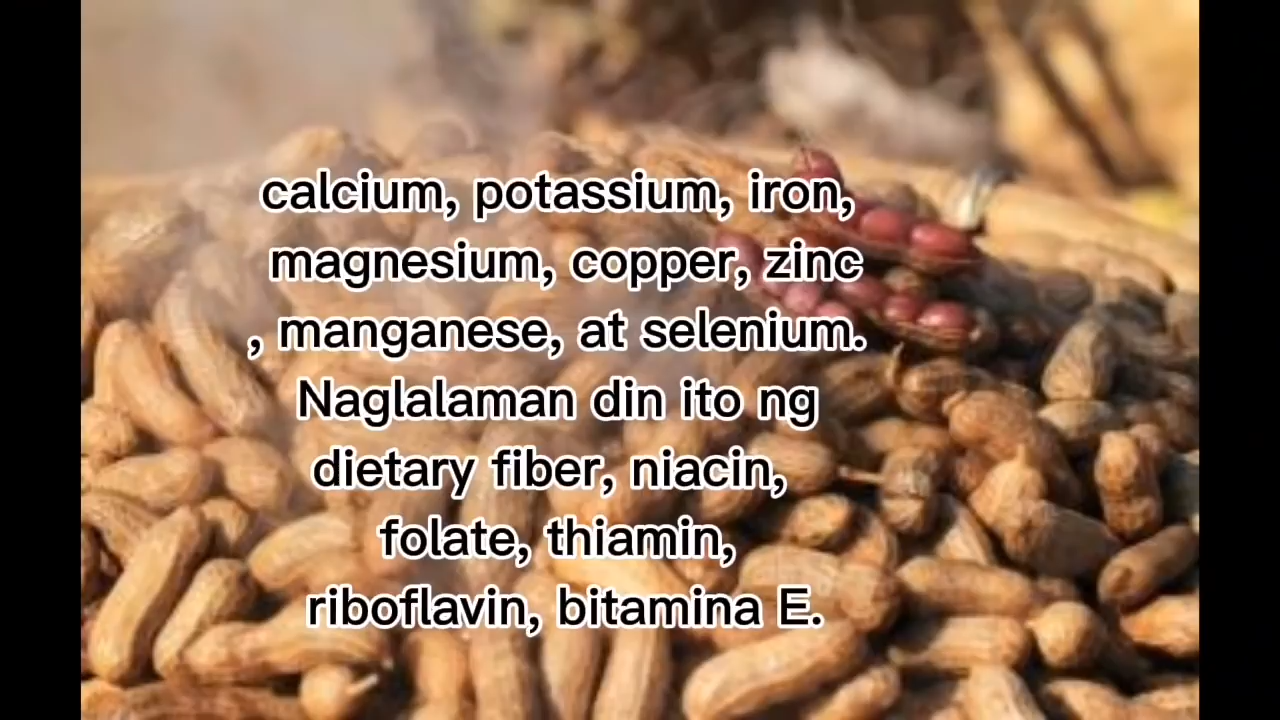 calcium, potassium, iron,
magnesium, copper, zinc
, manganese, at selenium.
Naglalaman din ito ng
dietary fiber, niacin,
folate, thiamin,
riboflavin, bitamina E.